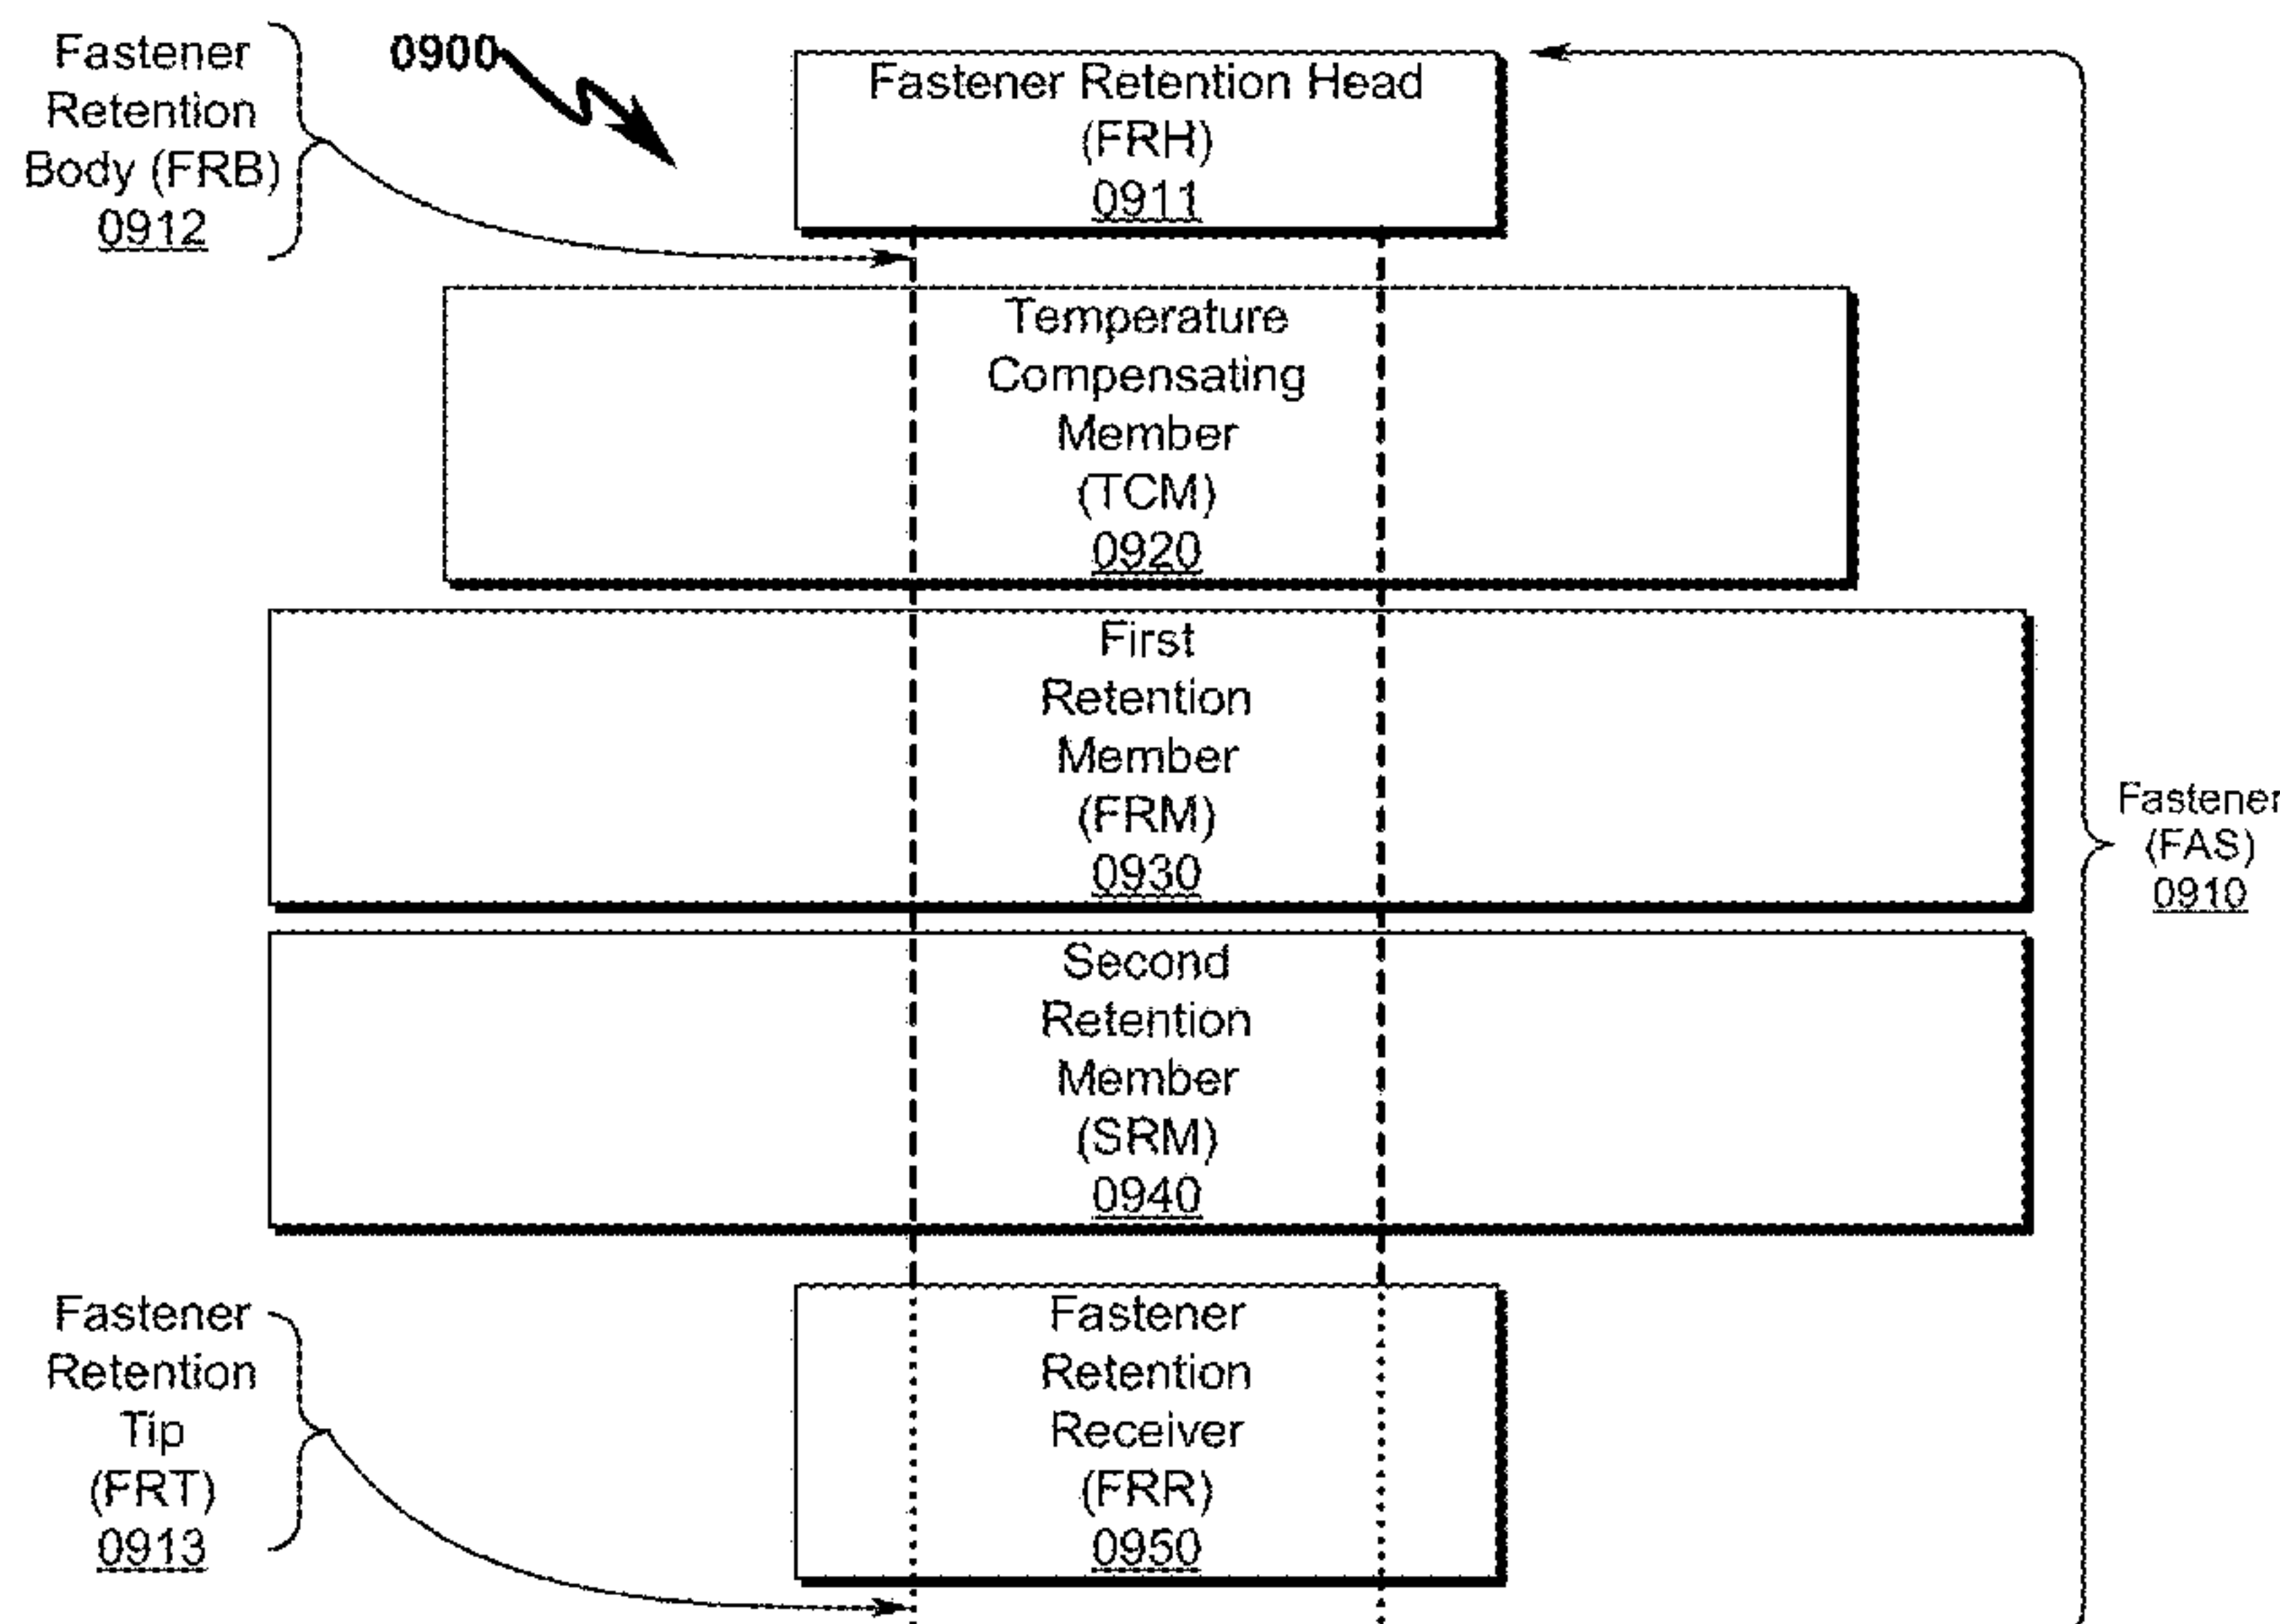 Fastener
Retention
Body (FRB)
0912
0900
Fastener Retention Head
(FRH)
0911
Temperature
Compensating
Member
(TCM)
0920
First
Retention
Member
(FRM)
0930
Fastener
(FAS)
0910
Second
Retention
Member
(SRM)
0940
Fastener
Retention
Tip
(FRT)
0913
Fastener
Retention
Receiver
(FRR)
0950